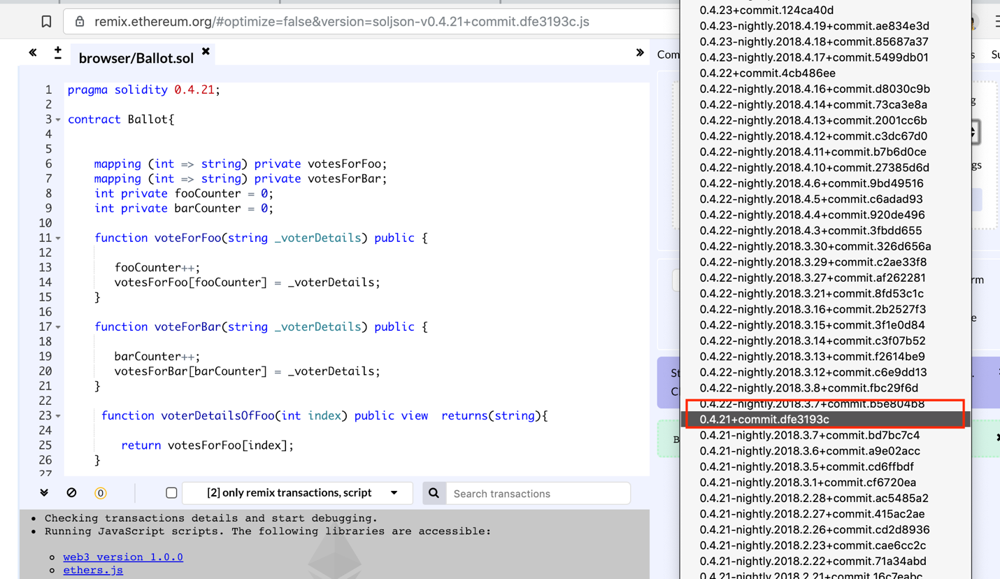 remix.ethereum.org/#optimize=false&version=soljson-v0.4.21+commit.dfe3193c.js
browser/Ballot.sol
1 pragma solidity 0.4.21;
2
3 contract Ballot{
4
5
6 mapping (int => string) private votesForFoo;
7 mapping (int => string) private votesForBar;
8 int private fooCounter = 0;
9 int private barCounter = 0;
10
11 function voteForFoo(string _voterDetails) public {
12
13 fooCounter++;
14 votesForFoo[fooCounter] = _voterDetails;
15 }
16
17 function voteForBar(string _voterDetails) public {
18
19 barCounter++;
20 votesForBar[barCounter] = _voterDetails;
21 }
22
23 function voterDetailsOfFoo(int index) public view returns(string){
24
25 return votesForFoo[index];
26 }
27
0
[2] only remix transactions, script
Search transactions
• Checking transactions details and start debugging.
• Running JavaScript scripts. The following libraries are accessible:
web3 version 1.0.0
ethers.js
Com
0.4.23+commit.124ca40d
0.4.23-nightly.2018.4.19+commit.ae834e3d
0.4.23-nightly.2018.4.18+commit.85687a37
0.4.23-nightly.2018.4.17+commit.5499db01
0.4.22+commit.4cb486ee
0.4.22-nightly.2018.4.16+commit.d8030c9b
0.4.22-nightly.2018.4.14+commit.73ca3e8a
0.4.22-nightly.2018.4.13+commit.2001cc6b
0.4.22-nightly.2018.4.12+commit.c3dc67d0
0.4.22-nightly.2018.4.11+commit.b7b6d0ce
0.4.22-nightly.2018.4.10+commit.27385d6d
0.4.22-nightly.2018.4.6+commit.9bd49516
0.4.22-nightly.2018.4.5+commit.c6adad93
0.4.22-nightly.2018.4.4+commit.920de496
0.4.22-nightly.2018.4.3+commit.3fbdd655
0.4.22-nightly.2018.3.30+commit.326d656a
0.4.22-nightly.2018.3.29+commit.c2ae33f8
0.4.22-nightly.2018.3.27+commit.af262281
0.4.22-nightly.2018.3.21+commit.8fd53c1c
0.4.22-nightly.2018.3.16+commit.2b2527f3
0.4.22-nightly.2018.3.15+commit.3f1e0d84
0.4.22-nightly.2018.3.14+commit.c3f07b52
0.4.22-nightly.2018.3.13+commit.f2614be9
0.4.22-nightly.2018.3.12+commit.c6e9dd13
0.4.22-nightly.2018.3.8+commit.fbc29f6d
0.4.22-nightly.2018.3.7+commit.b5e804b8
0.4.21+commit.dfe3193c
0.4.21-nightly.2018.3.7+commit.bd7bc7c4
0.4.21-nightly.2018.3.6+commit.a9e02acc
0.4.21-nightly.2018.3.5+commit.cd6ffbdf
0.4.21-nightly.2018.3.1+commit.cf6720ea
0.4.21-nightly.2018.2.28+commit.ac5485a2
0.4.21-nightly.2018.2.27+commit.415ac2ae
0.4.21-nightly.2018.2.26+commit.cd2d8936
0.4.21-nightly.2018.2.23+commit.cae6cc2c
0.4.21-nightly.2018.2.22+commit.71a34abd
0.4.21-nightly.2018.2.21+commit.16c7eabc